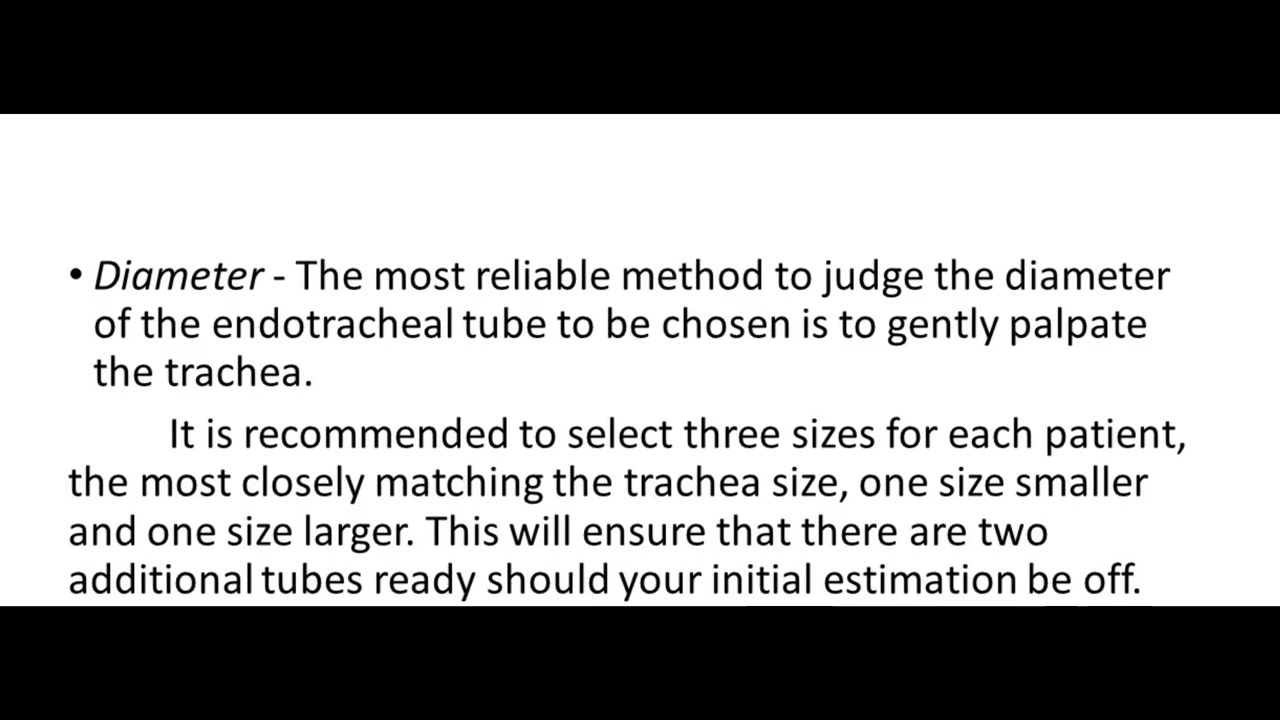 • Diameter - The most reliable method to judge the diameter
of the endotracheal tube to be chosen is to gently palpate
the trachea.
It is recommended to select three sizes for each patient,
the most closely matching the trachea size, one size smaller
and one size larger. This will ensure that there are two
additional tubes ready should your initial estimation be off.